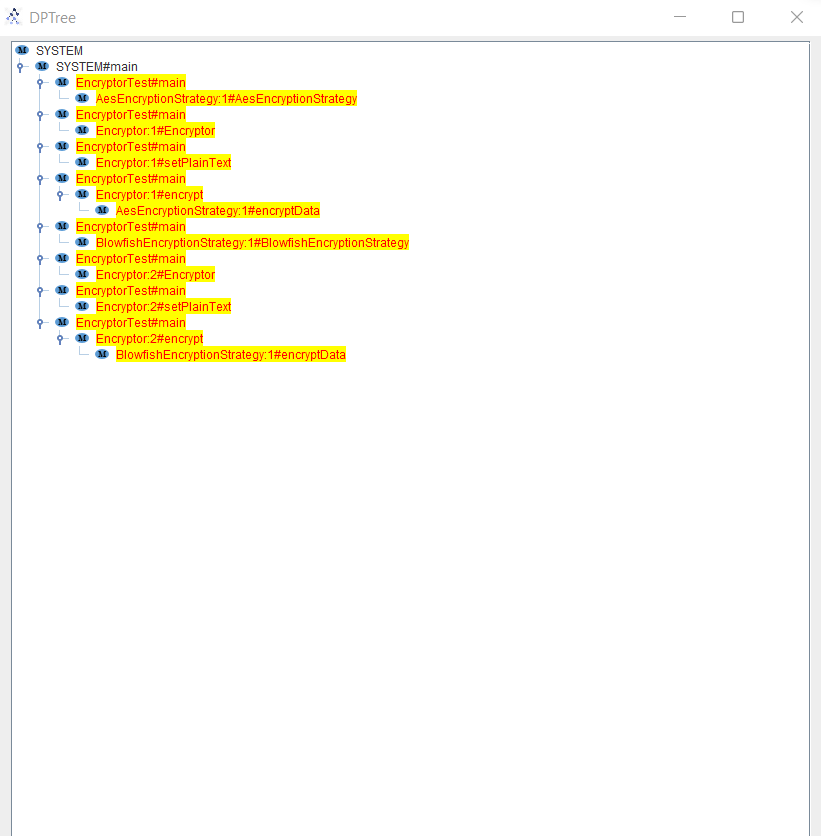 DPTree
SYSTEM
SYSTEM#main
EncryptorTest#main
AesEncryptionStrategy:1#AesEncryptionStrategy
EncryptorTest#main
Encryptor:1#Encryptor
EncryptorTest#main
Encryptor:1#setPlainText
EncryptorTest#main
Encryptor:1#encrypt
AesEncryptionStrategy:1#encryptData
EncryptorTest#main
BlowfishEncryptionStrategy:1#BlowfishEncryptionStrategy
EncryptorTest#main
Encryptor:2#Encryptor
EncryptorTest#main
Encryptor:2#setPlainText
EncryptorTest#main
Encryptor:2#encrypt
BlowfishEncryptionStrategy:1#encryptData